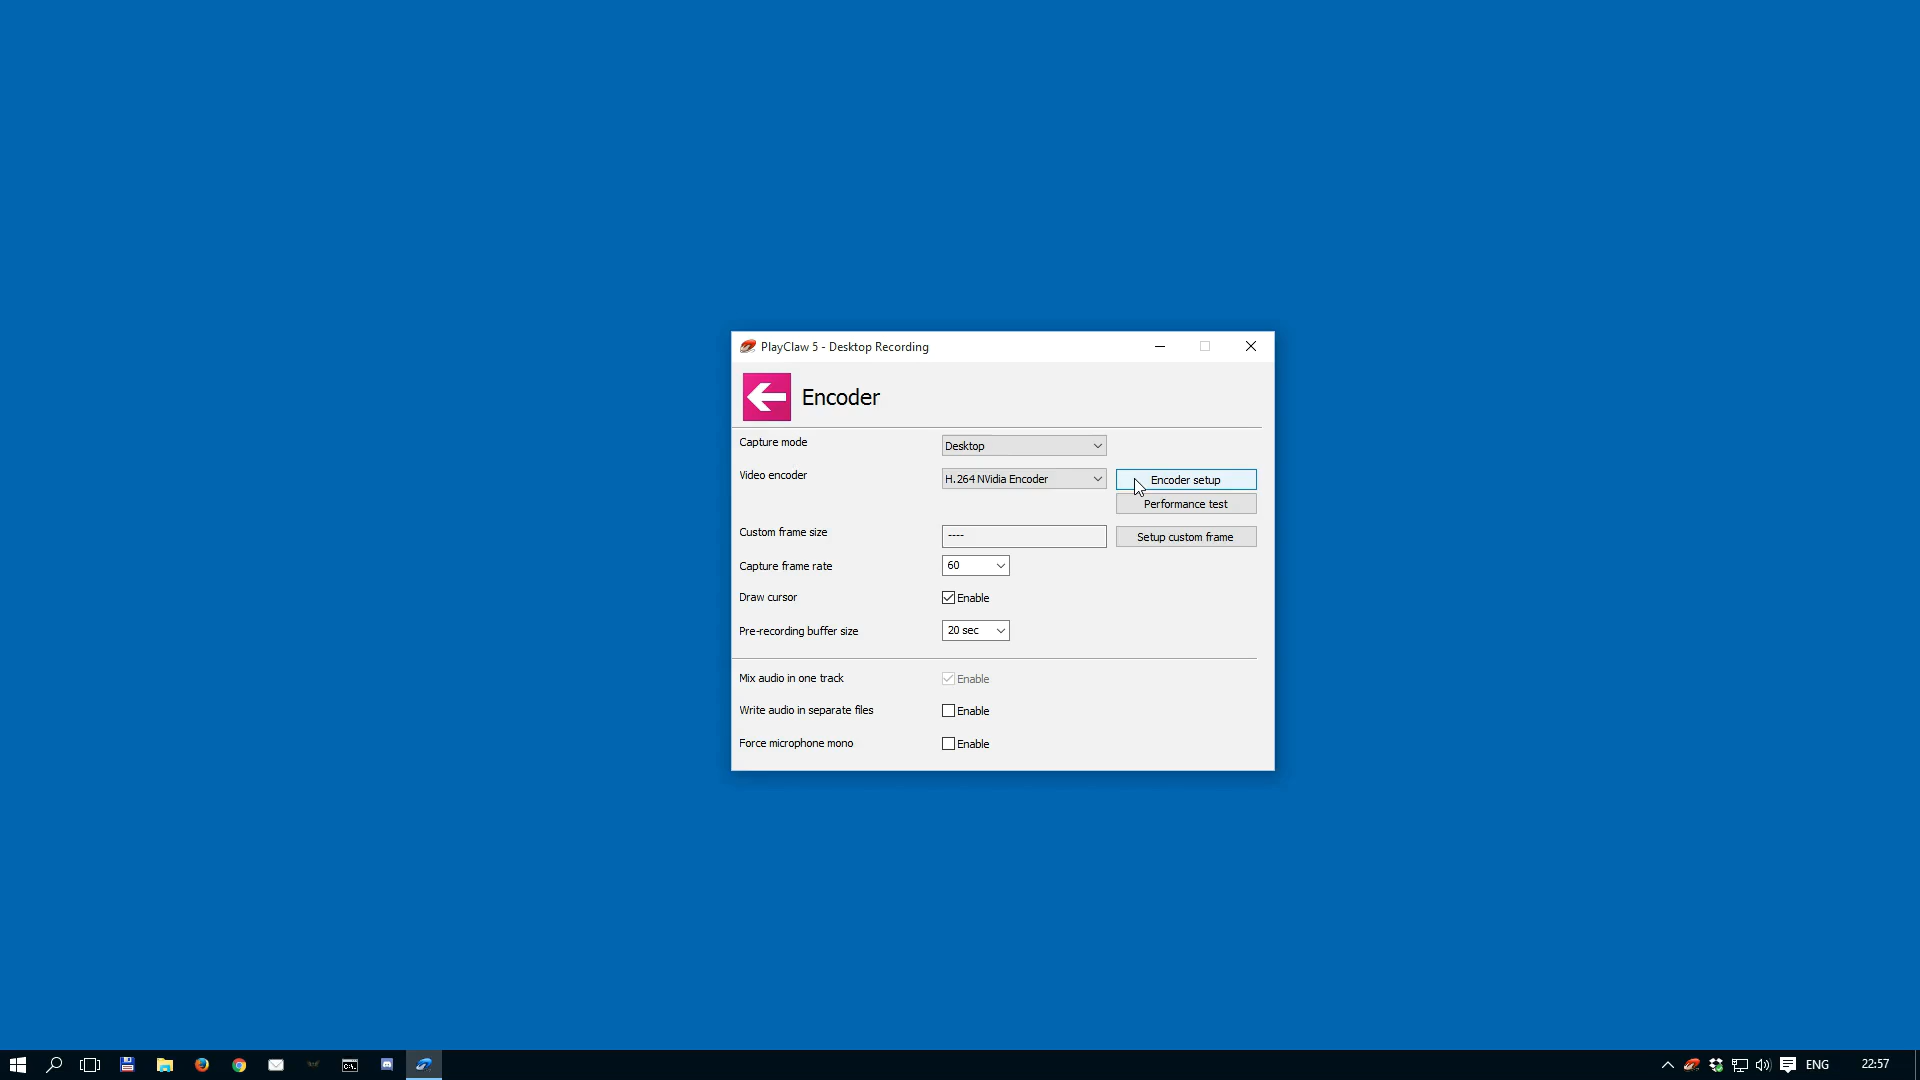 PlayClaw 5 - Desktop Recording
Encoder
Capture mode
Desktop
Video encoder
H.264 NVidia Encoder
Encoder setup
Performance test
Custom frame size
----
Setup custom frame
Capture frame rate
60
Draw cursor
Enable
Pre-recording buffer size
20 sec
Mix audio in one track
Enable
Write audio in separate files
Enable
Force microphone mono
Enable
C:\.
ENG
22:57